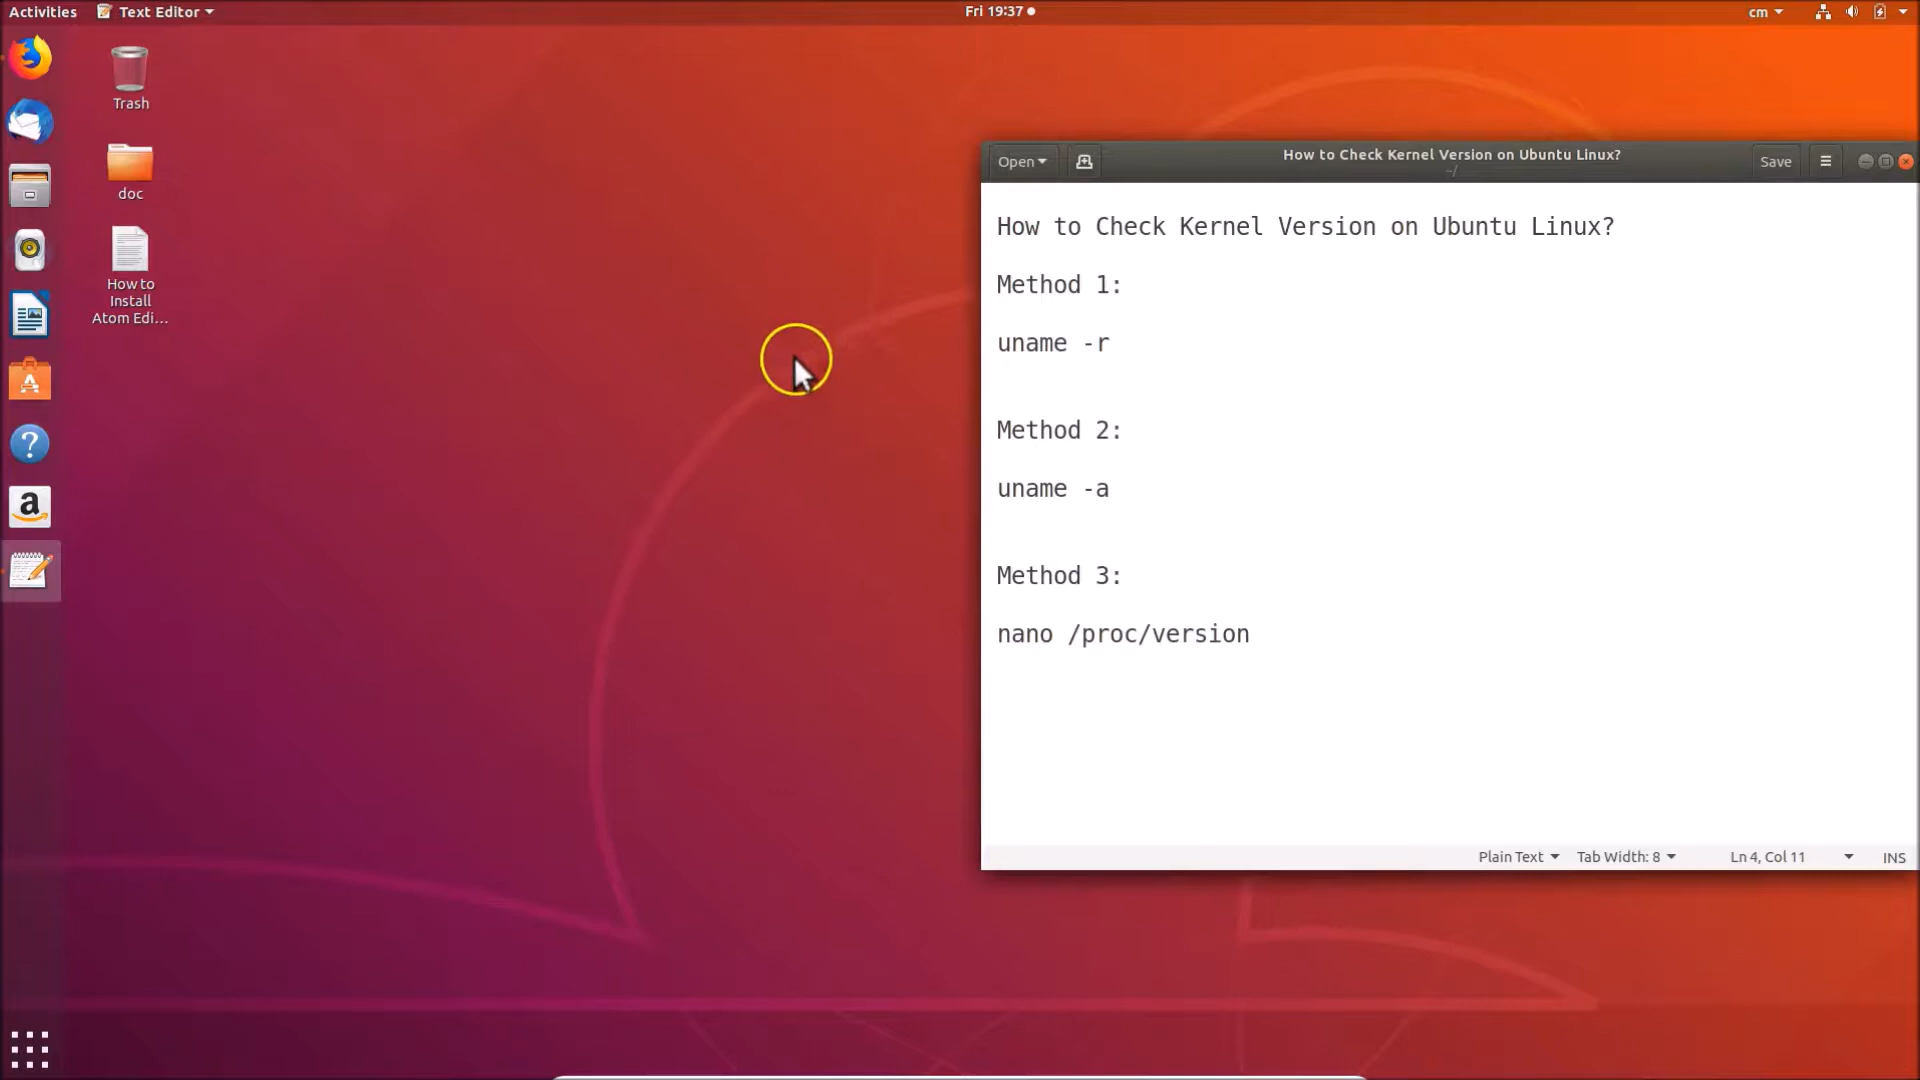 Activities
Text Editor
Fri 19:37
cm
Trash
doc
How to
Install
Atom Edi...
Open
How to Check Kernel Version on Ubuntu Linux?
~/
Save
How to Check Kernel Version on Ubuntu Linux?
Method 1:
uname -r
Method 2:
uname -a
Method 3:
nano /proc/version
Plain Text
Tab Width: 8
Ln 4, Col 11
INS